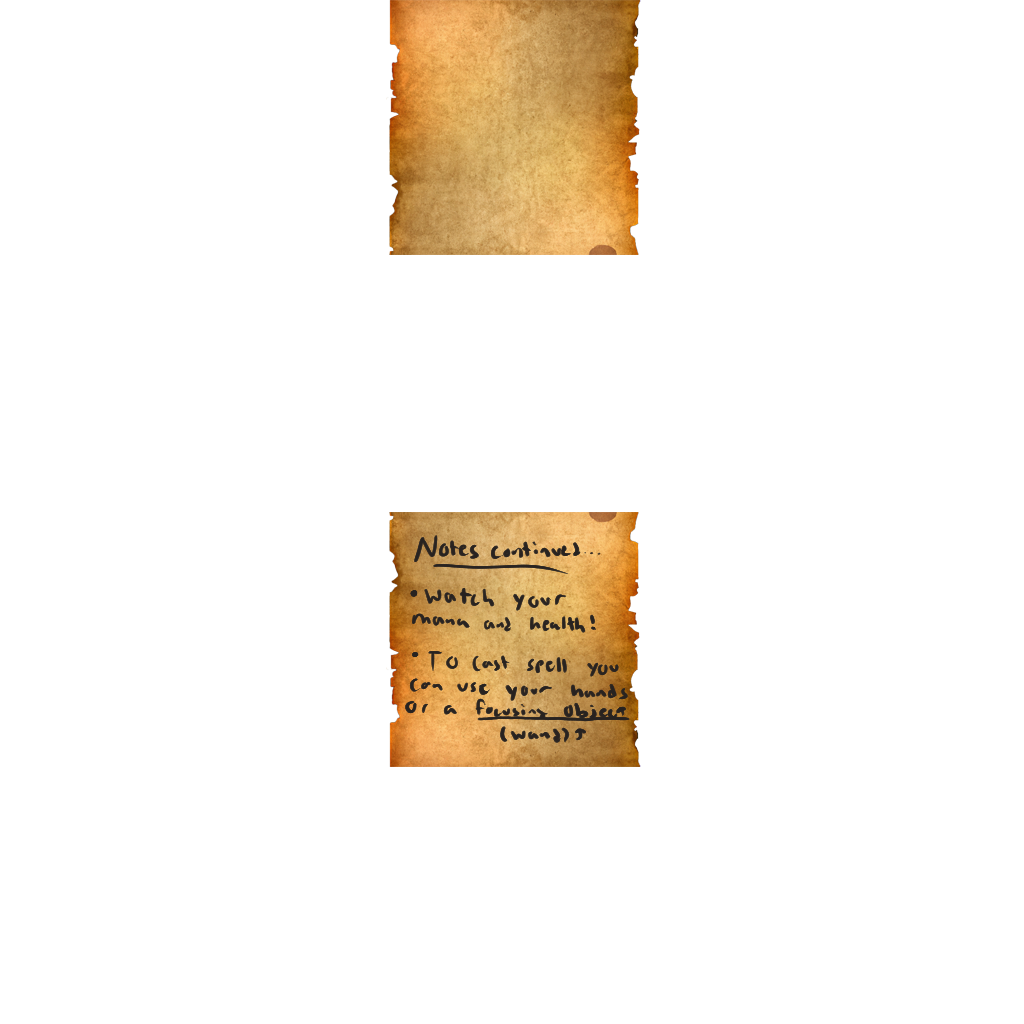 Notes continued...
• Watch your
mana and health!
• To cast spell you
can use your hands
or a focusing object
(wand)↑